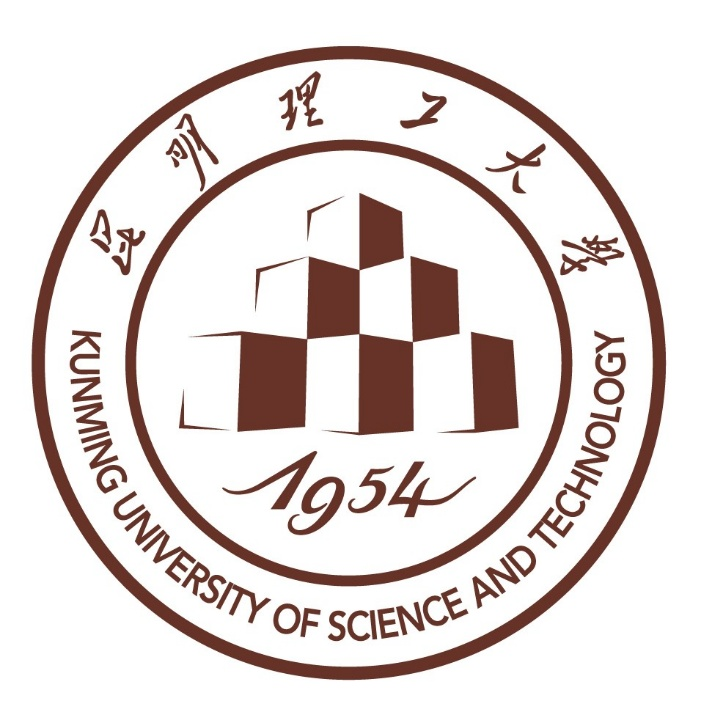 昆明理工大学
1954
KUNMING UNIVERSITY OF SCIENCE AND TECHNOLOGY